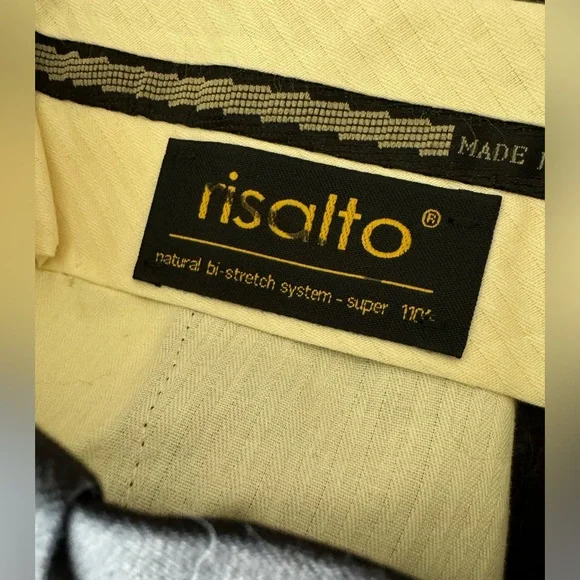 MADE
risalto®
natural bi-stretch system - super 110's